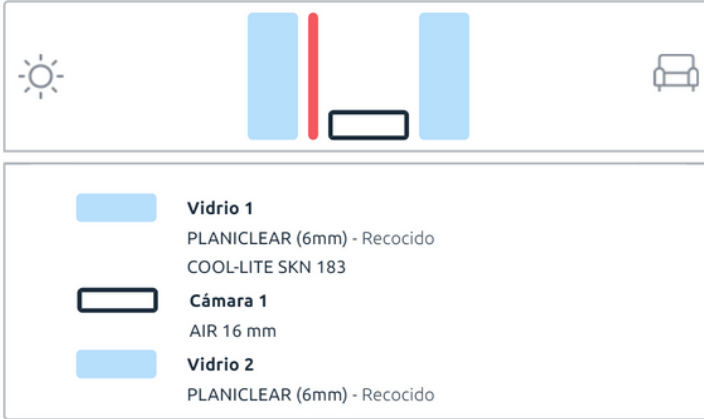 Vidrio 1
PLANICLEAR (6mm) - Recocido
COOL-LITE SKN 183
Cámara 1
AIR 16 mm
Vidrio 2
PLANICLEAR (6mm) - Recocido